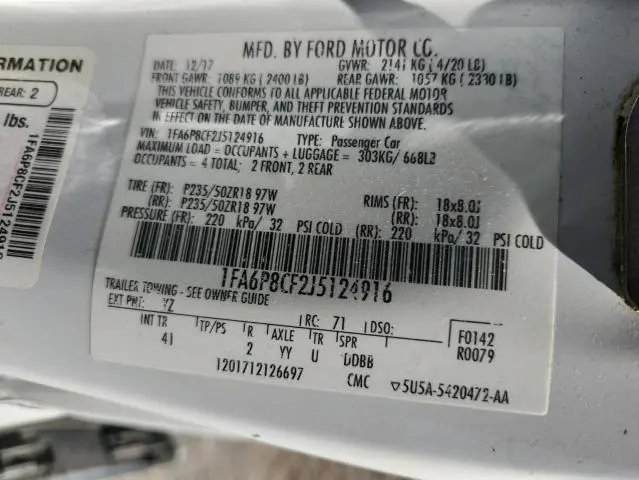 ORMATION
REAR: 2
lbs.
1FA6P8CF2J5124916
MFD. BY FORD MOTOR CO.
12/17 GVWR: 2141 KG (4720 LB)
FRONT GAWR: 1089 KG (2400 LB) REAR GAWR: 1057 KG (2330 LB)
THIS VEHICLE CONFORMS TO ALL APPLICABLE FEDERAL MOTOR
VEHICLE SAFETY, BUMPER, AND THEFT PREVENTION STANDARDS
IN EFFECT ON THE DATE OF MANUFACTURE SHOWN ABOVE.
VIN: 1FA6P8CF2J5124916 TYPE: Passenger Car
MAXIMUM LOAD = OCCUPANTS + LUGGAGE = 303KG/ 668LB
OCCUPANTS = 4 TOTAL: 2 FRONT, 2 REAR
TIRE (FR): P235/50ZR18 97W RIMS (FR): 18x8.0J
(RR): P235/50ZR18 97W (RR): 18x8.0J
PRESSURE (FR): 220 kPa/ 32 PSI COLD (RR): 220 kPa/ 32 PSI COLD
1FA6P8CF2J5124916
TRAILER TOWING - SEE OWNER GUIDE
EXT PNT: YZ RC: 71 DSO:
INT TR TP/PS R AXLE TR SPR F0142
41 2 YY U DDBB R0079
1201712126697 CMC ▽5U5A-5420472-AA